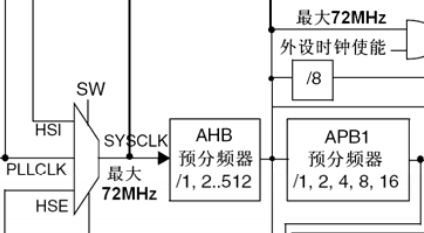 最大72MHz
外设时钟使能
/8
SW
HSI
PLLCLK
HSE
SYSCLK
最大
72MHz
AHB
预分频器
/1, 2..512
APB1
预分频器
/1, 2, 4, 8, 16